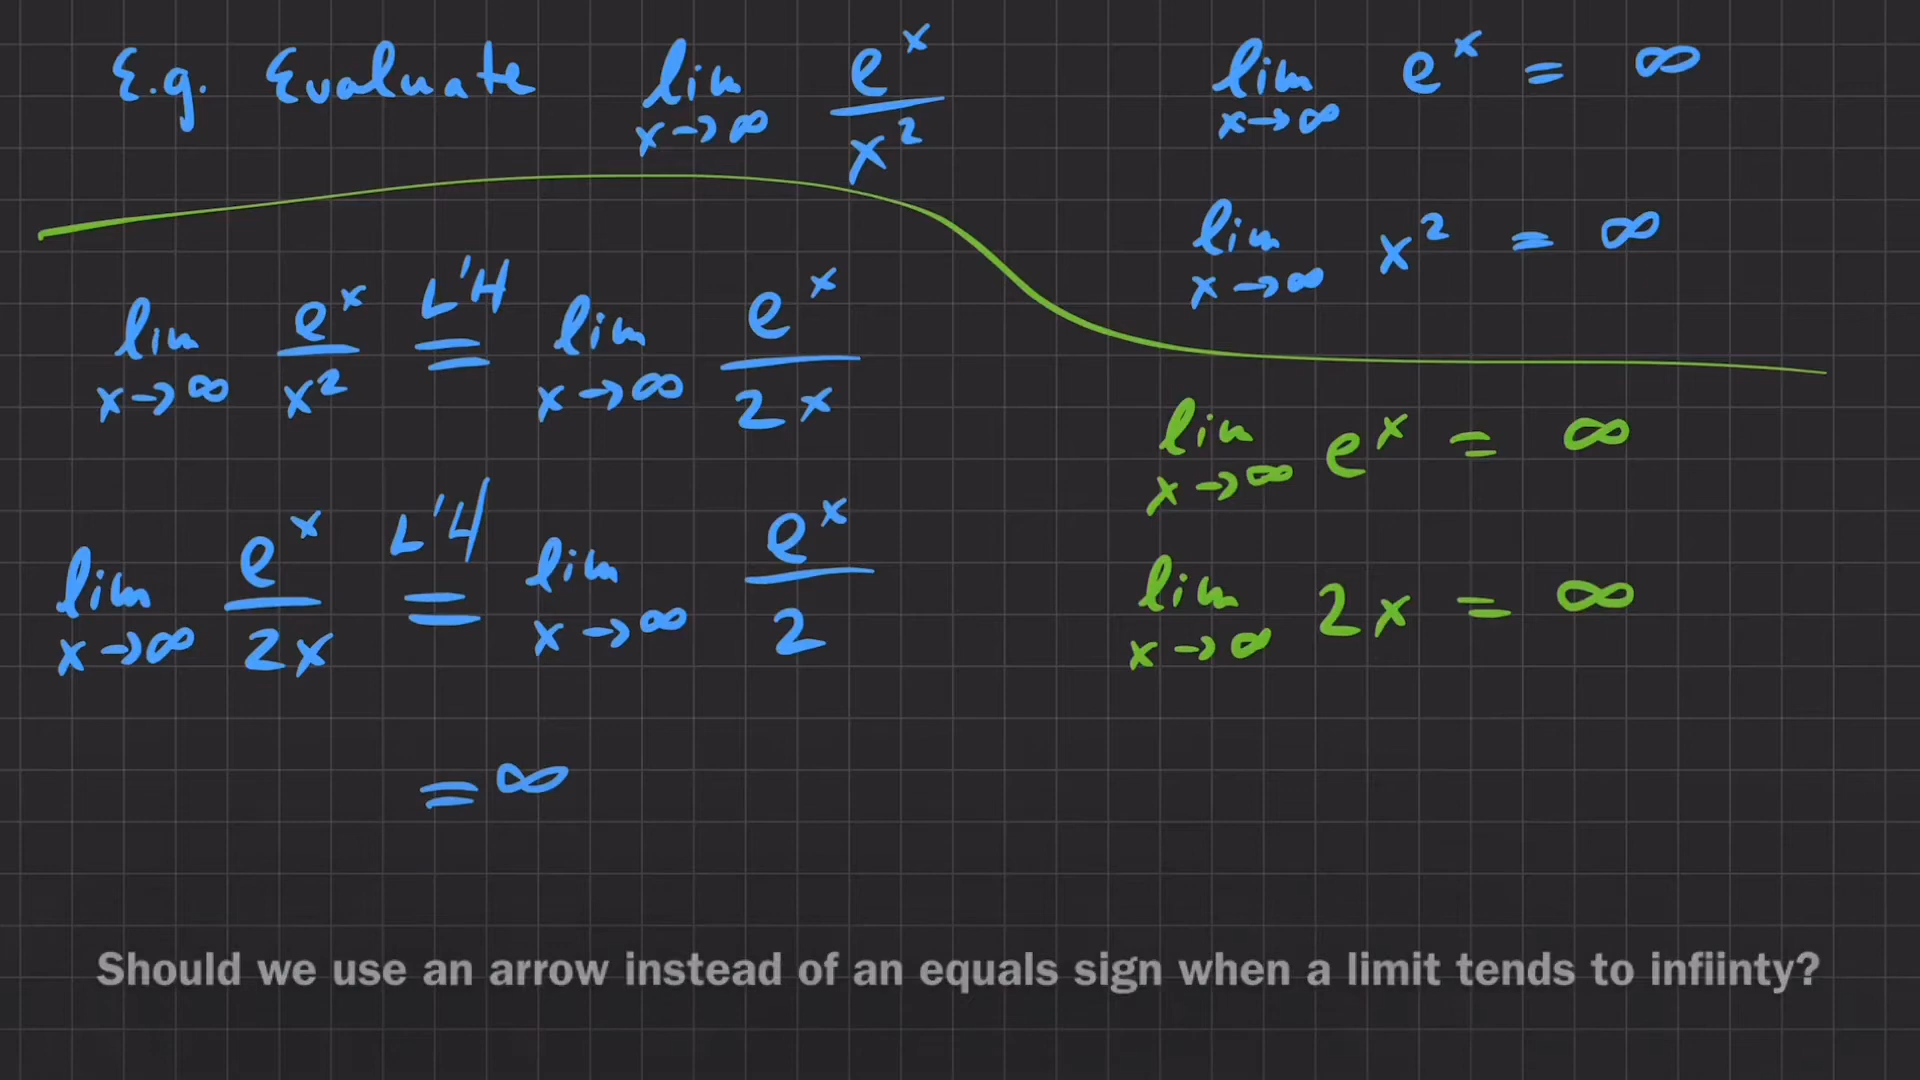 E.g. Evaluate lim x→∞ e^x / x^2
lim x→∞ e^x = ∞
lim x→∞ x^2 = ∞
lim x→∞ e^x / x^2 L'H = lim x→∞ e^x / 2x
lim x→∞ e^x / 2x L'H = lim x→∞ e^x / 2
= ∞
lim x→∞ e^x = ∞
lim x→∞ 2x = ∞
Should we use an arrow instead of an equals sign when a limit tends to infiinty?